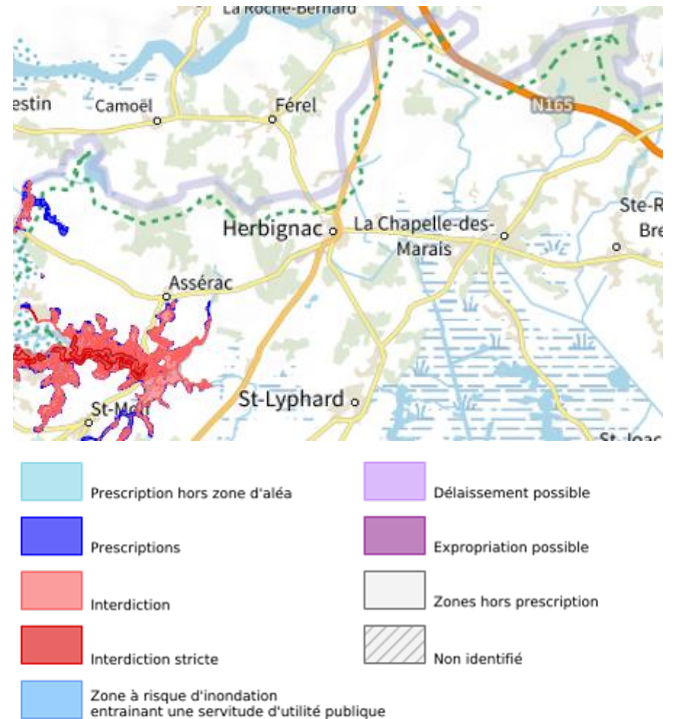 La Roche-Bernard
estin
Camoël
Férel
N165
Herbignac
La Chapelle-des-
Marais
Ste-R
Bre
Assérac
St-Lyphard
St-Mol
St-Joac
Prescription hors zone d'aléa
Délaissement possible
Prescriptions
Expropriation possible
Interdiction
Zones hors prescription
Interdiction stricte
Non identifié
Zone à risque d'inondation
entrainant une servitude d'utilité publique